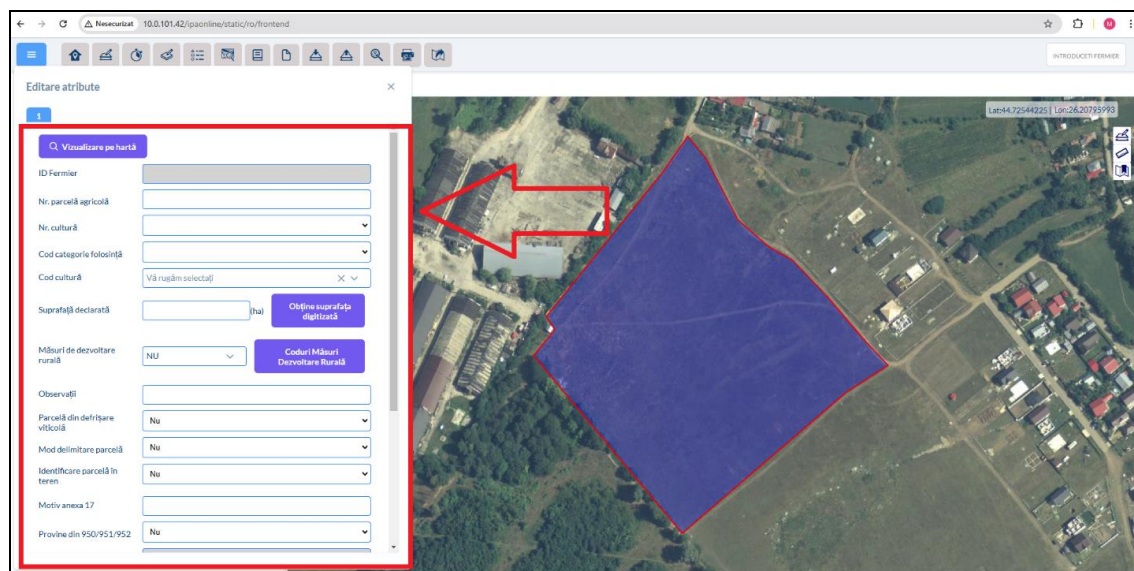 Nesecurizat
10.0.101.42/ipaonline/static/ro/frontend
INTRODUCETI FERMIER
Editare atribute
1
Lat:44.72544225 | Lon:26.20795993
Vizualizare pe hartă
ID Fermier
Nr. parcelă agricolă
Nr. cultură
Cod categorie folosință
Cod cultură
Vă rugăm selectați
Suprafață declarată
(ha)
Obține suprafața
digitizată
Măsuri de dezvoltare
rurală
NU
Coduri Măsuri
Dezvoltare Rurală
Observații
Parcelă din defrișare
viticolă
Nu
Mod delimitare parcelă
Nu
Identificare parcelă în
teren
Nu
Motiv anexa 17
Provine din 950/951/952
Nu